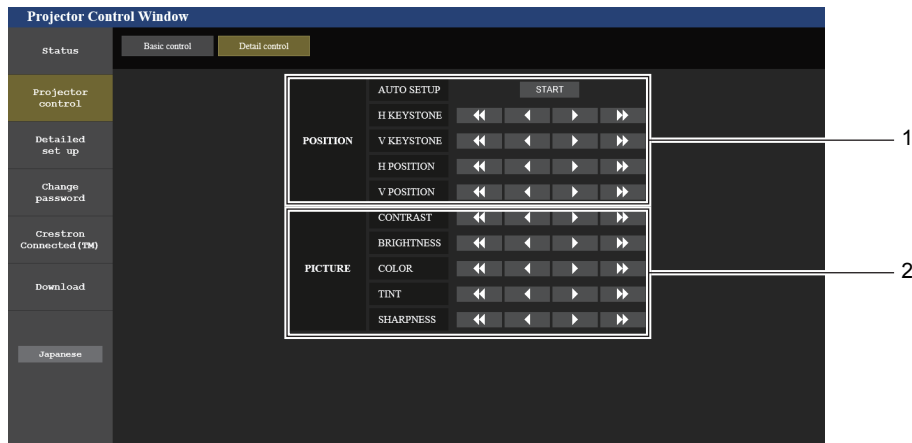 Projector Control Window
Status
Basic control
Detail control
Projector
control
Detailed
set up
Change
password
Crestron
Connected(TM)
Download
Japanese
POSITION
AUTO SETUP
START
H KEYSTONE
V KEYSTONE
H POSITION
V POSITION
1
PICTURE
CONTRAST
BRIGHTNESS
COLOR
TINT
SHARPNESS
2